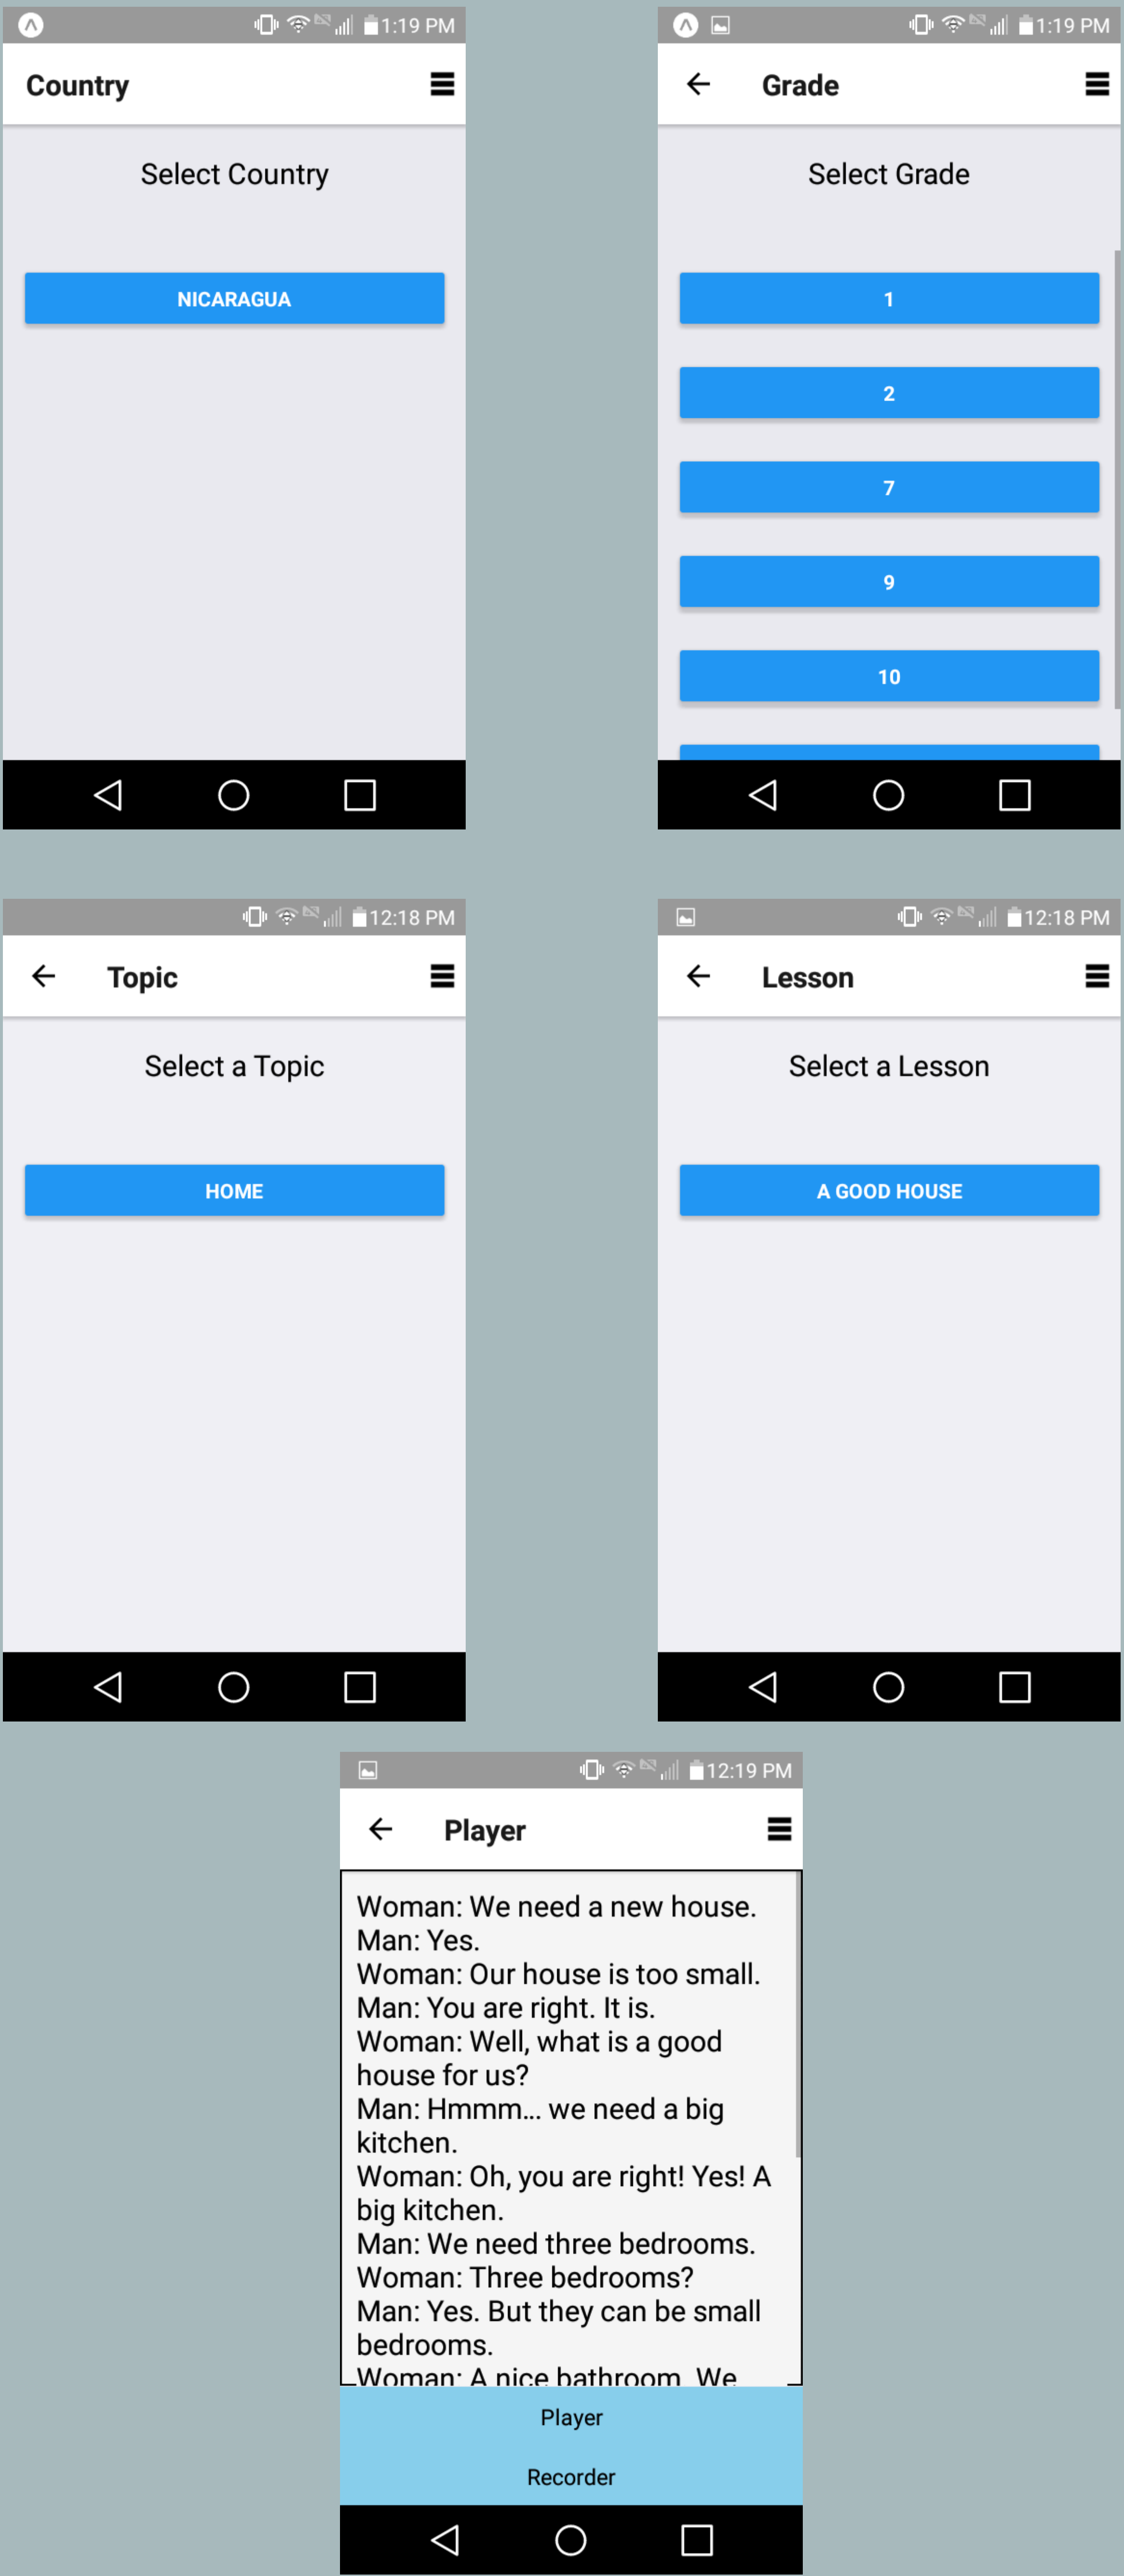 1:19 PM
Country
Select Country
NICARAGUA
1:19 PM
Grade
Select Grade
1
2
7
9
10
12:18 PM
Topic
Select a Topic
HOME
12:18 PM
Lesson
Select a Lesson
A GOOD HOUSE
12:19 PM
Player
Woman: We need a new house.
Man: Yes.
Woman: Our house is too small.
Man: You are right. It is.
Woman: Well, what is a good
house for us?
Man: Hmmm... we need a big
kitchen.
Woman: Oh, you are right! Yes! A
big kitchen.
Man: We need three bedrooms.
Woman: Three bedrooms?
Man: Yes. But they can be small
bedrooms.
Woman: A nice bathroom. We
Player
Recorder